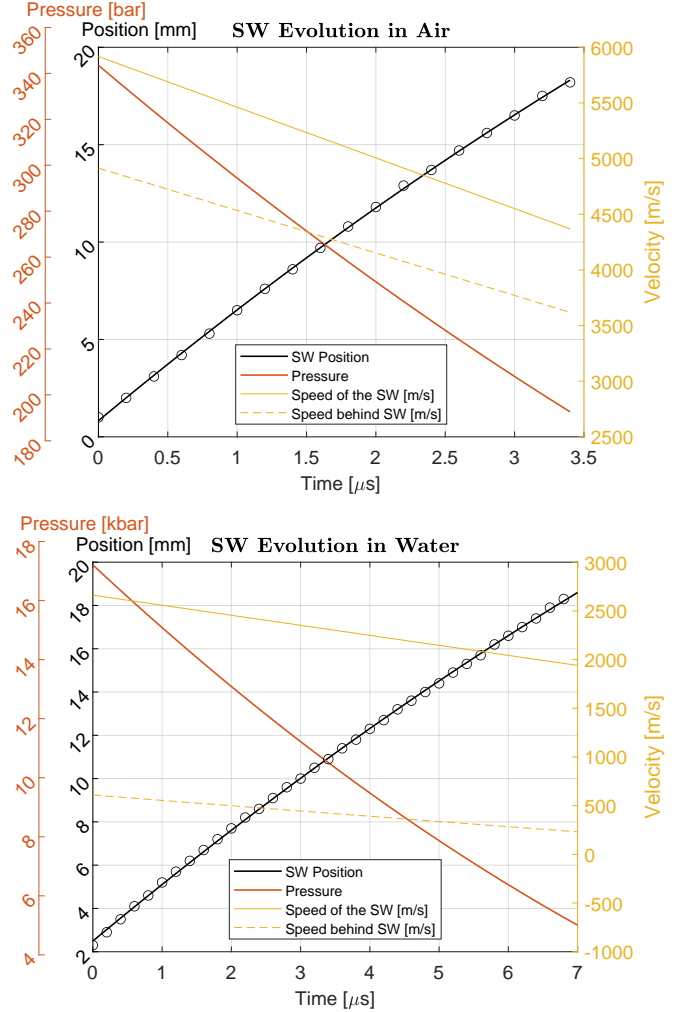 Pressure [bar]
Position [mm]
SW Evolution in Air
360
340
320
300
280
260
240
220
200
180
20
15
10
5
0
6000
5500
5000
4500
4000
3500
3000
2500
Velocity [m/s]
SW Position
Pressure
Speed of the SW [m/s]
Speed behind SW [m/s]
0 0.5 1 1.5 2 2.5 3 3.5
Time [μs]
Pressure [kbar]
Position [mm]
SW Evolution in Water
18
16
14
12
10
8
6
4
20
18
16
14
12
10
8
6
4
2
3000
2500
2000
1500
1000
500
0
-500
-1000
Velocity [m/s]
SW Position
Pressure
Speed of the SW [m/s]
Speed behind SW [m/s]
0 1 2 3 4 5 6 7
Time [μs]